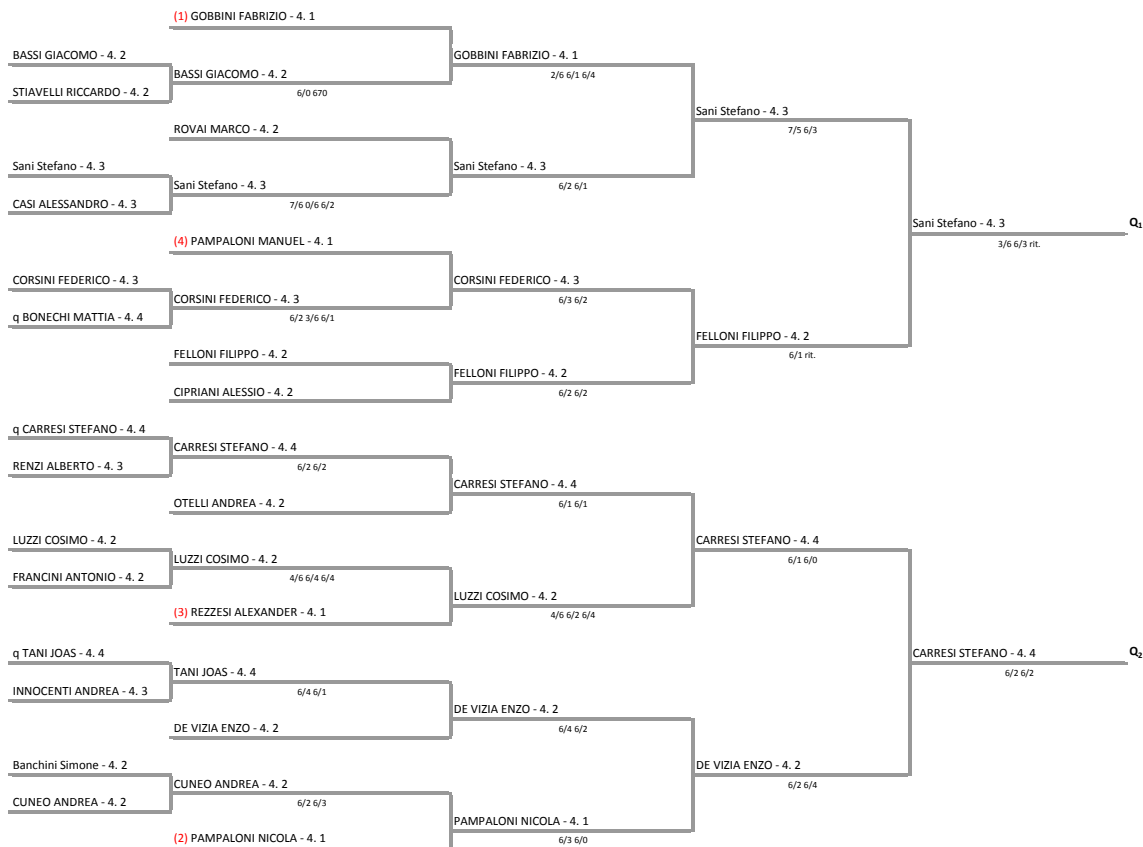 (1) GOBBINI FABRIZIO - 4. 1
BASSI GIACOMO - 4. 2
GOBBINI FABRIZIO - 4. 1
BASSI GIACOMO - 4. 2
2/6 6/1 6/4
STIAVELLI RICCARDO - 4. 2
6/0 670
Sani Stefano - 4. 3
ROVAI MARCO - 4. 2
7/5 6/3
Sani Stefano - 4. 3
Sani Stefano - 4. 3
Sani Stefano - 4. 3
6/2 6/1
CASI ALESSANDRO - 4. 3
7/6 0/6 6/2
Sani Stefano - 4. 3
Q1
(4) PAMPALONI MANUEL - 4. 1
3/6 6/3 rit.
CORSINI FEDERICO - 4. 3
CORSINI FEDERICO - 4. 3
CORSINI FEDERICO - 4. 3
6/3 6/2
q BONECHI MATTIA - 4. 4
6/2 3/6 6/1
FELLONI FILIPPO - 4. 2
FELLONI FILIPPO - 4. 2
6/1 rit.
FELLONI FILIPPO - 4. 2
CIPRIANI ALESSIO - 4. 2
6/2 6/2
q CARRESI STEFANO - 4. 4
CARRESI STEFANO - 4. 4
RENZI ALBERTO - 4. 3
6/2 6/2
CARRESI STEFANO - 4. 4
OTELLI ANDREA - 4. 2
6/1 6/1
LUZZI COSIMO - 4. 2
CARRESI STEFANO - 4. 4
LUZZI COSIMO - 4. 2
6/1 6/0
FRANCINI ANTONIO - 4. 2
4/6 6/4 6/4
LUZZI COSIMO - 4. 2
(3) REZZESI ALEXANDER - 4. 1
4/6 6/2 6/4
q TANI JOAS - 4. 4
CARRESI STEFANO - 4. 4
Q2
TANI JOAS - 4. 4
6/2 6/2
INNOCENTI ANDREA - 4. 3
6/4 6/1
DE VIZIA ENZO - 4. 2
DE VIZIA ENZO - 4. 2
6/4 6/2
Banchini Simone - 4. 2
DE VIZIA ENZO - 4. 2
CUNEO ANDREA - 4. 2
6/2 6/4
CUNEO ANDREA - 4. 2
6/2 6/3
PAMPALONI NICOLA - 4. 1
(2) PAMPALONI NICOLA - 4. 1
6/3 6/0